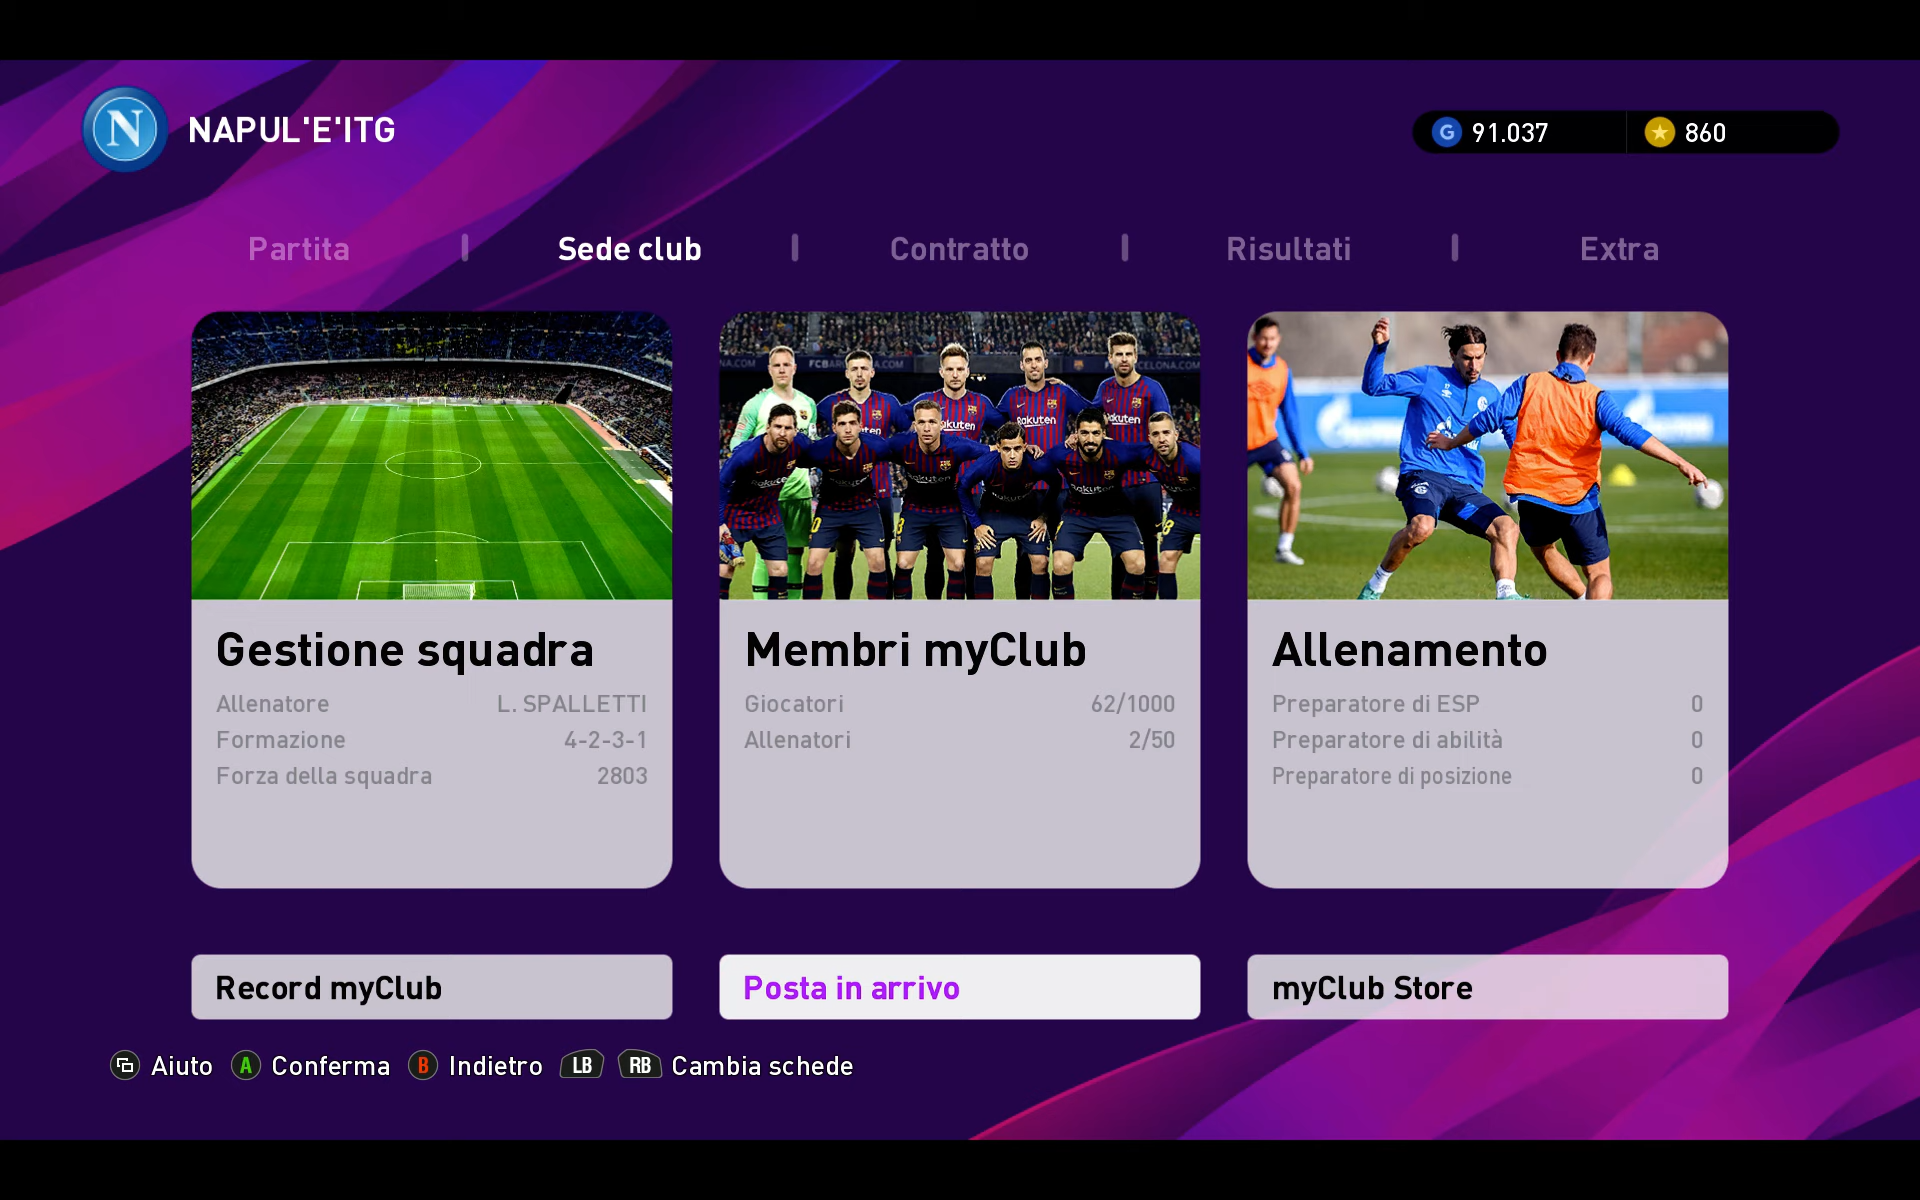 N NAPUL'E'ITG
G 91.037 860
Partita Sede club Contratto Risultati Extra
FCB
.COM
rakuten
Gestione squadra
Allenatore L. SPALLETTI
Formazione 4-2-3-1
Forza della squadra 2803
Membri myClub
Giocatori 62/1000
Allenatori 2/50
Allenamento
Preparatore di ESP 0
Preparatore di abilità 0
Preparatore di posizione 0
Record myClub
Posta in arrivo
myClub Store
Aiuto A Conferma B Indietro LB RB Cambia schede